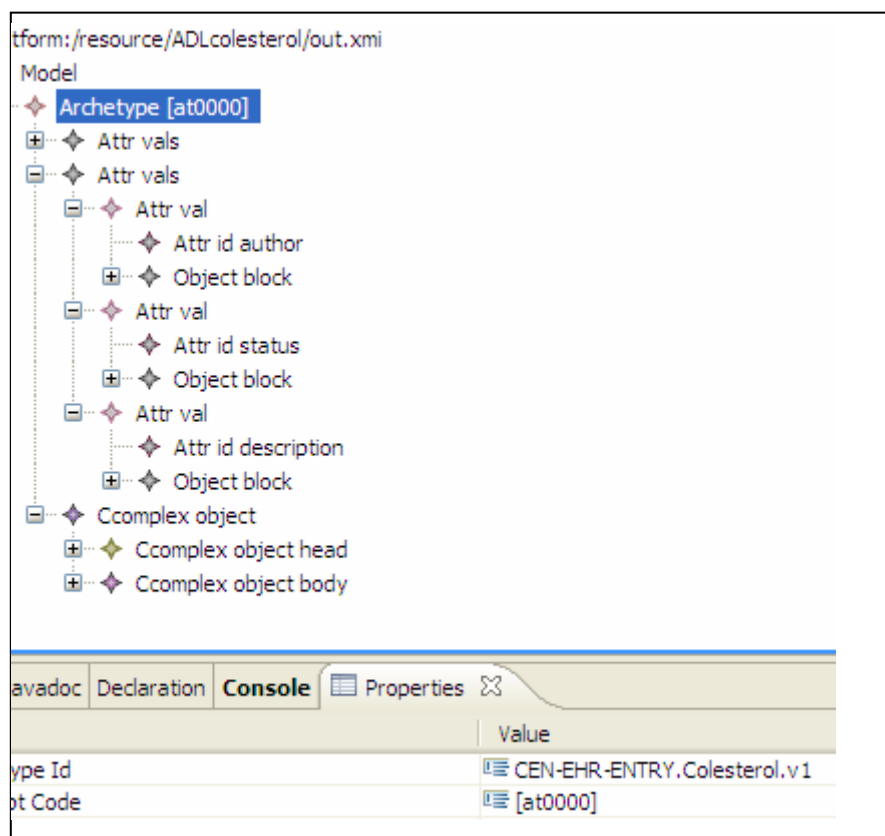 tform:/resource/ADLcolesterol/out.xmi
Model
Archetype [at0000]
Attr vals
Attr vals
Attr val
Attr id author
Object block
Attr val
Attr id status
Object block
Attr val
Attr id description
Object block
Ccomplex object
Ccomplex object head
Ccomplex object body
avadoc Declaration Console Properties
Value
ype Id CEN-EHR-ENTRY.Colesterol.v1
pt Code [at0000]